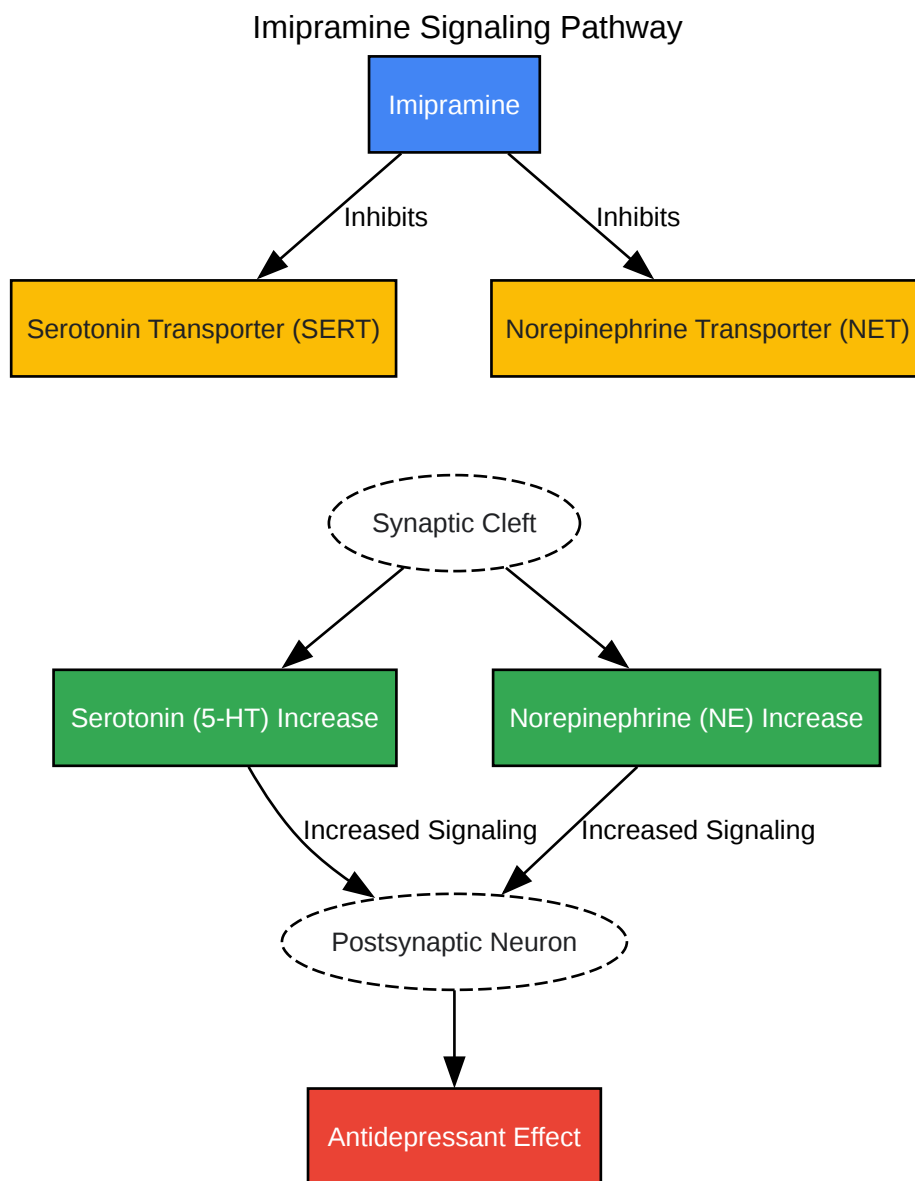 Imipramine Signaling Pathway
Imipramine
Inhibits
Inhibits
Serotonin Transporter (SERT)
Norepinephrine Transporter (NET)
Synaptic Cleft
Serotonin (5-HT) Increase
Norepinephrine (NE) Increase
Increased Signaling
Increased Signaling
Postsynaptic Neuron
Antidepressant Effect